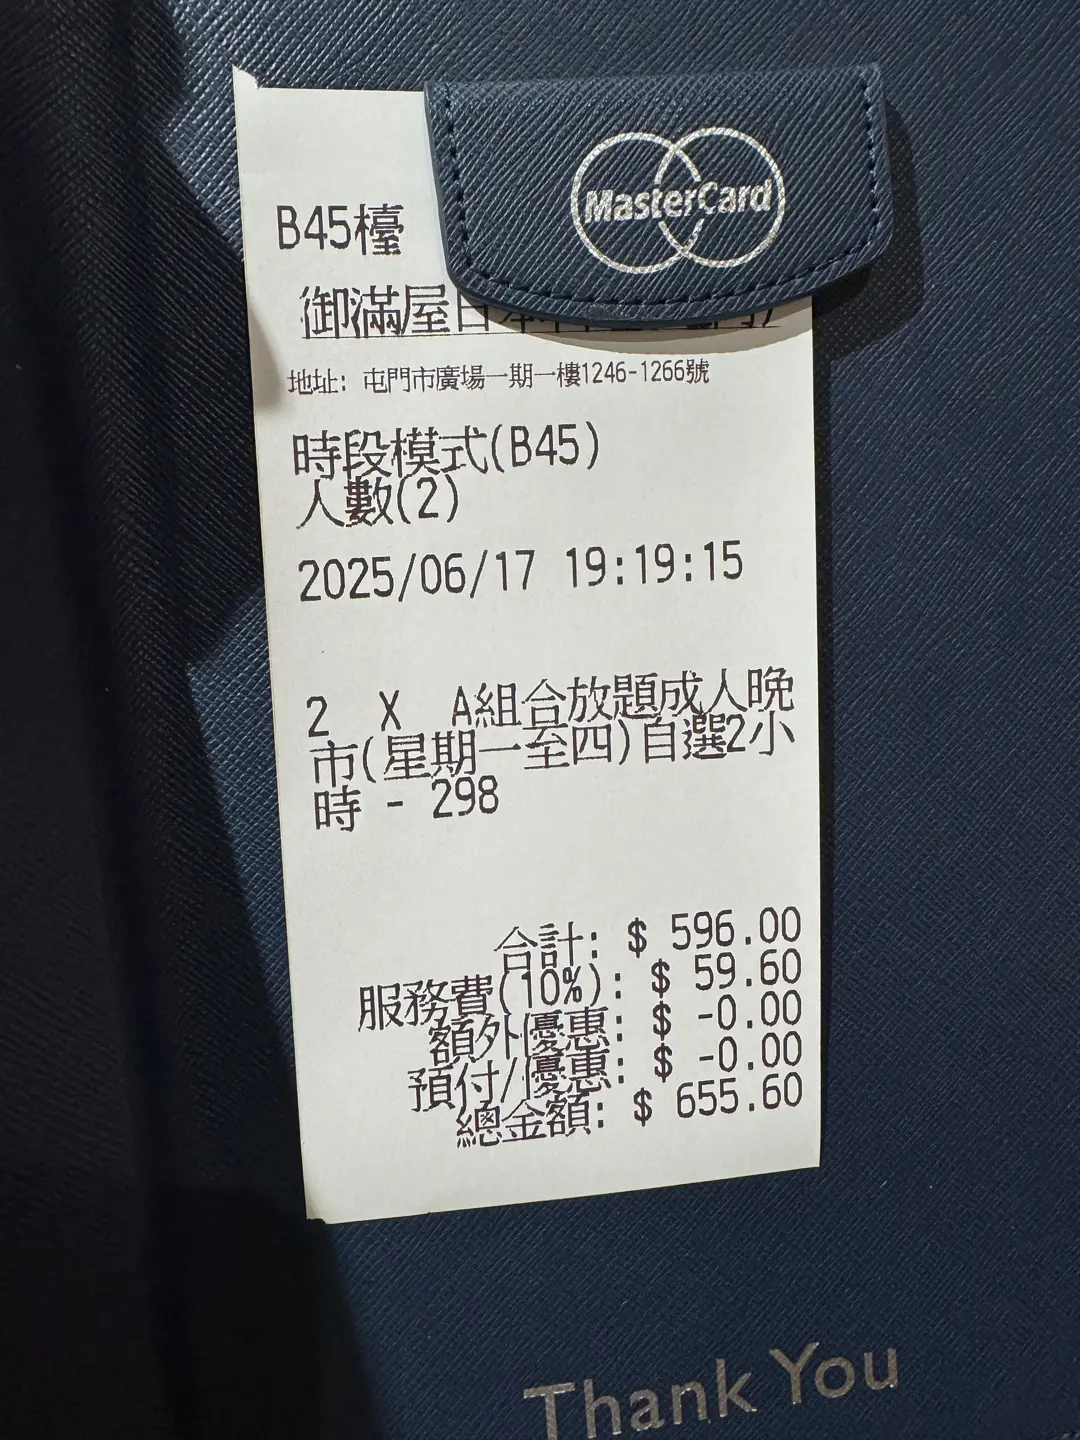 MasterCard
B45檯
御滿屋日本
地址: 屯門市廣場一期一樓1246-1266號
時段模式(B45)
人數(2)
2025/06/17 19:19:15
2 X A組合放題成人晚
市(星期一至四)自選2小
時 - 298
合計: $ 596.00
服務費(10%): $ 59.60
額外優惠: $ -0.00
預付/優惠: $ -0.00
總金額: $ 655.60
Thank You